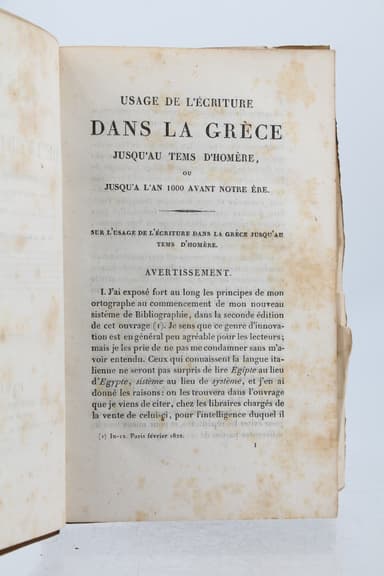 USAGE DE L'ÉCRITURE
DANS LA GRÈCE
JUSQU'AU TEMS D'HOMÈRE,
OU
JUSQU'A L'AN 1000 AVANT NOTRE ÈRE.
SUR L'USAGE DE L'ÉCRITURE DANS LA GRÈCE JUSQU'AU
TEMS D'HOMÈRE.
AVERTISSEMENT.
I. J'ai exposé fort au long les principes de mon
ortografe au commencement de mon nouveau
sistème de Bibliographie, dans la seconde édition
de cet ouvrage (1). Je sens que ce genre d'innova-
tion est en général peu agréable pour les lecteurs;
mais je les prie de ne pas me condamner sans m'a-
voir entendu. Ceux qui connaissent la langue ita-
lienne ne seront pas surpris de lire Egipte au lieu
d'Egypte, sistème au lieu de système, et j'en ai
donné les raisons: on les trouvera dans l'ouvrage
que je viens de citer, chez les libraires chargés de
la vente de celui-ci, pour l'intelligence duquel il
(1) In-12. Paris février 1822.
1